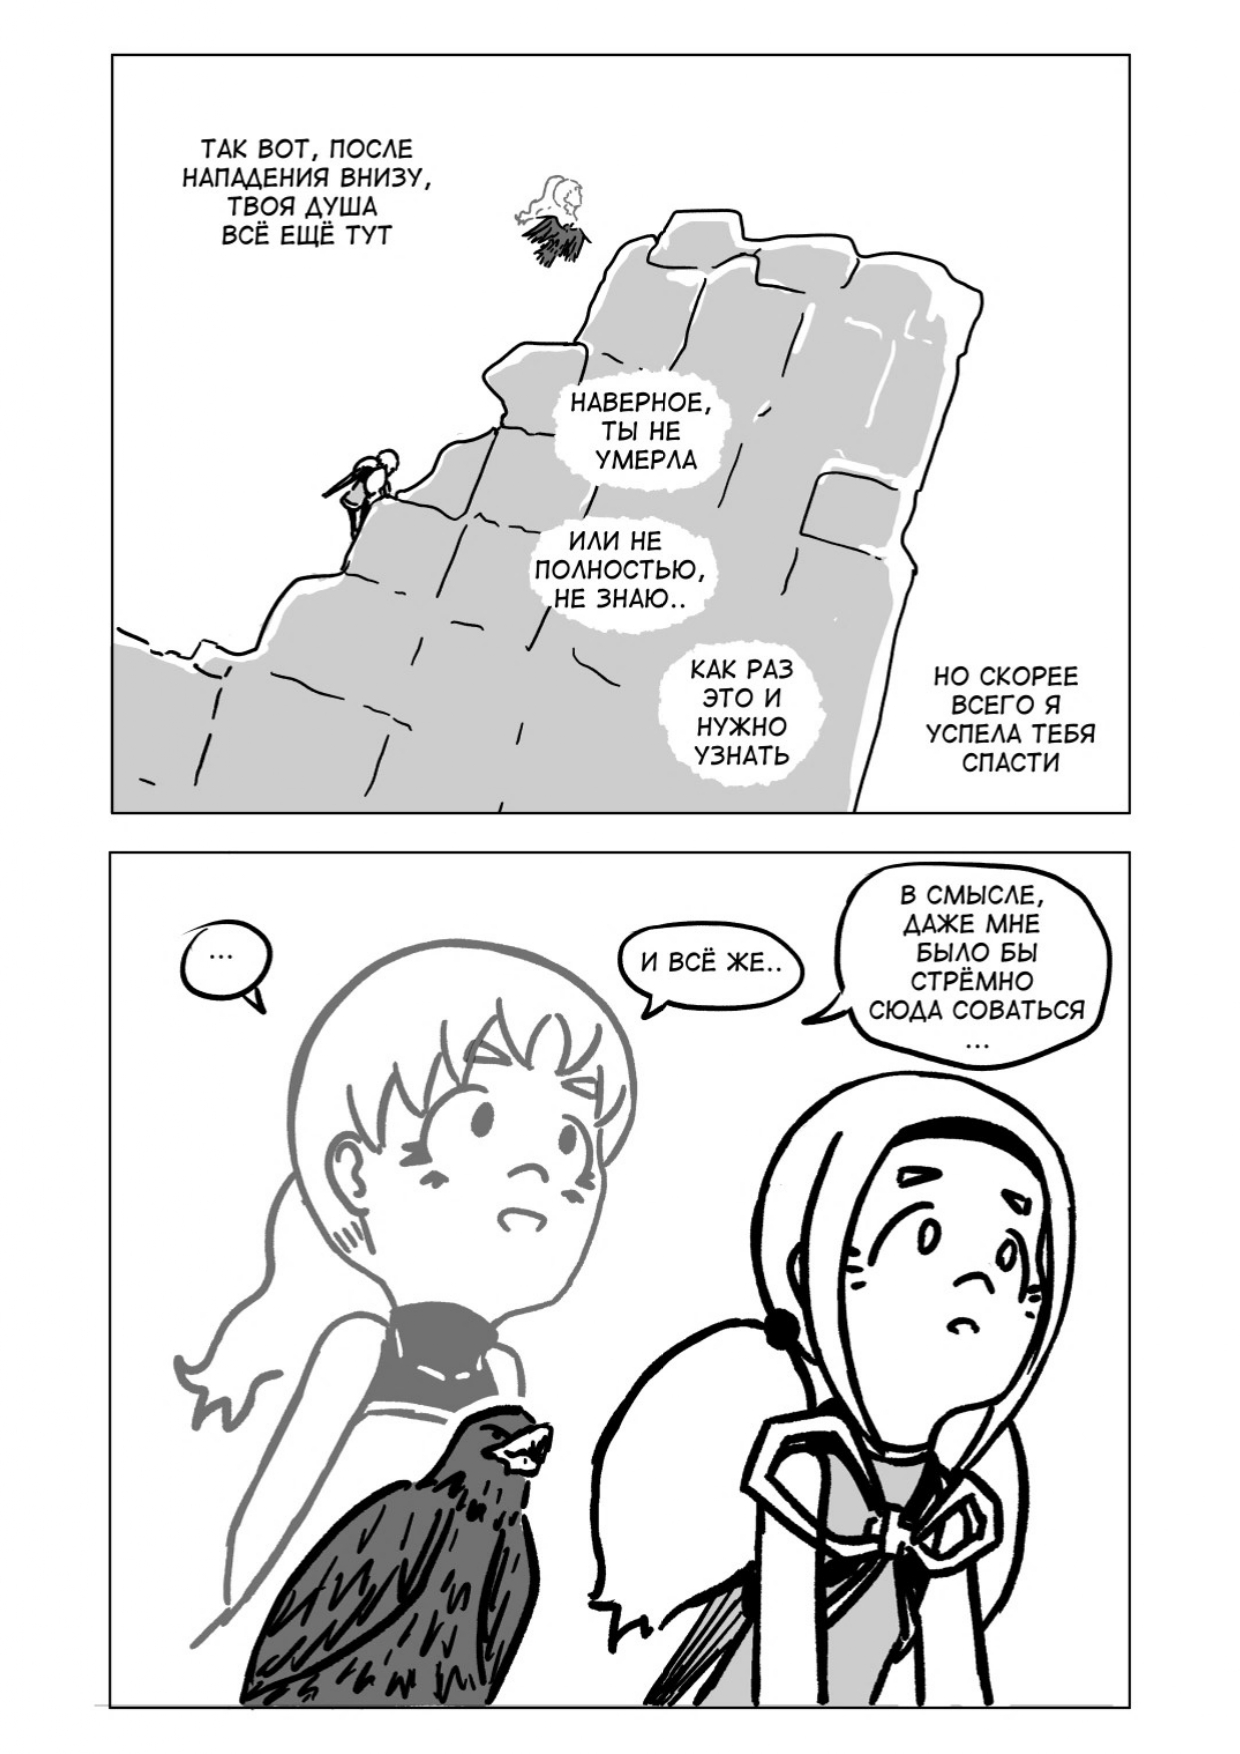 ТАК ВОТ, ПОСЛЕ
НАПАДЕНИЯ ВНИЗУ,
ТВОЯ ДУША
ВСЁ ЕЩЁ ТУТ
НАВЕРНОЕ,
ТЫ НЕ
УМЕРЛА
ИЛИ НЕ
ПОЛНОСТЬЮ,
НЕ ЗНАЮ..
КАК РАЗ
ЭТО И
НУЖНО
УЗНАТЬ
НО СКОРЕЕ
ВСЕГО Я
УСПЕЛА ТЕБЯ
СПАСТИ
...
И ВСЁ ЖЕ..
В СМЫСЛЕ,
ДАЖЕ МНЕ
БЫЛО БЫ
СТРЁМНО
СЮДА СОВАТЬСЯ
...